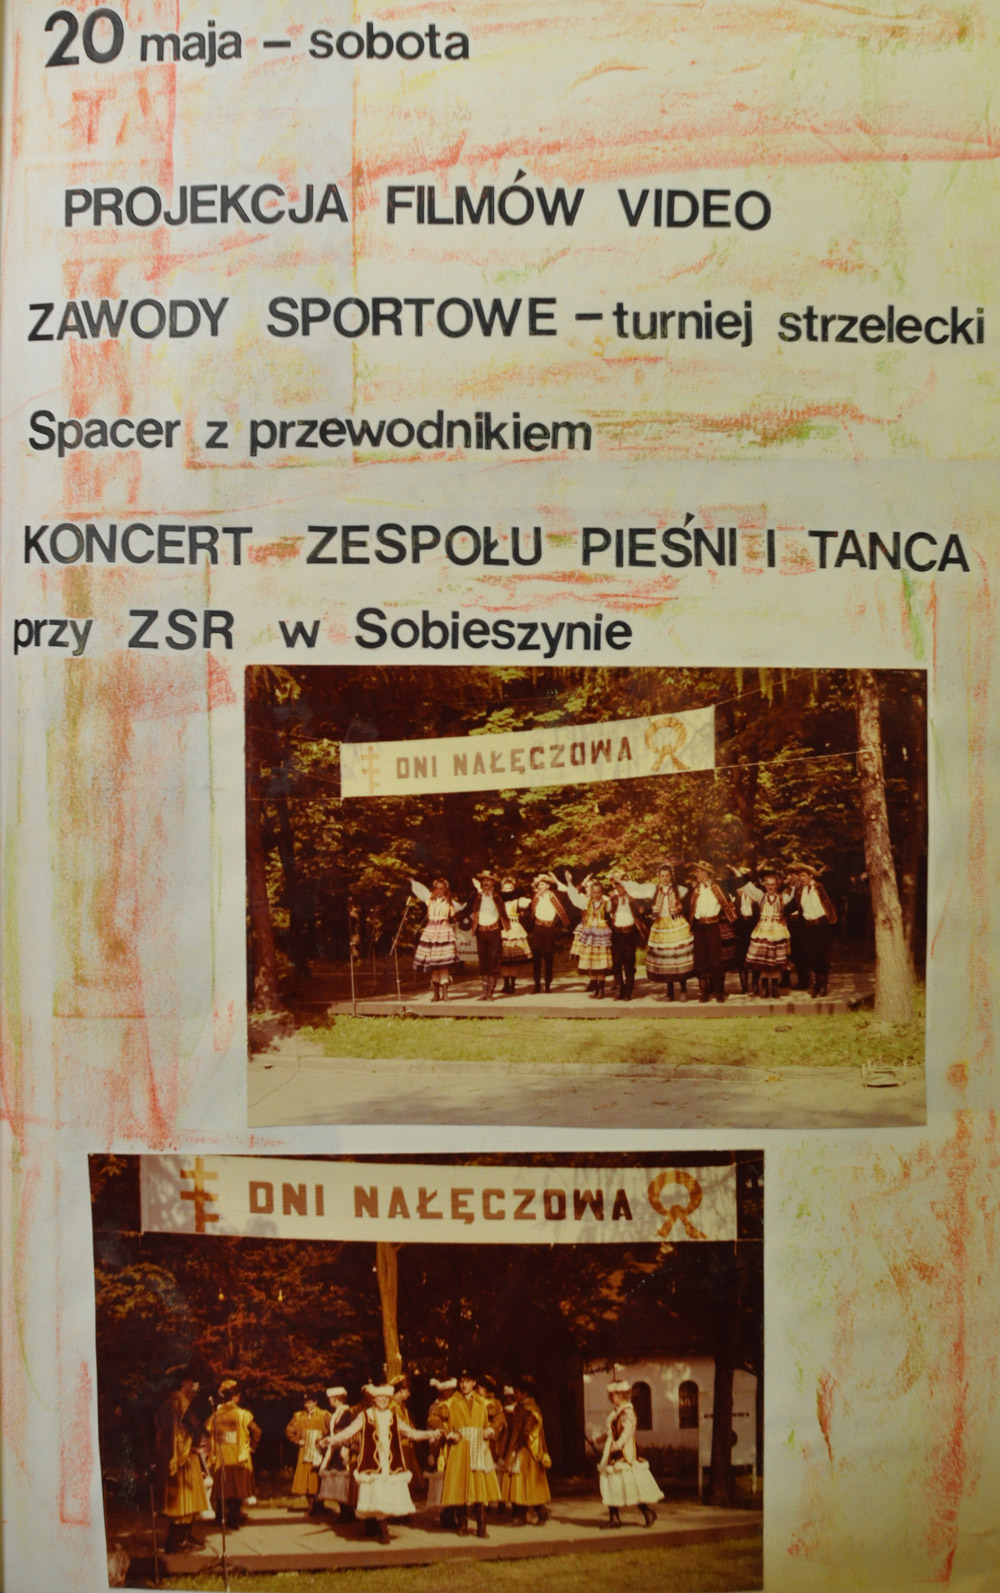 20 maja – sobota
PROJEKCJA FILMÓW VIDEO
ZAWODY SPORTOWE – turniej strzelecki
Spacer z przewodnikiem
KONCERT ZESPOŁU PIEŚNI I TANCA
przy ZSR w Sobieszynie
DNI NAŁĘCZOWA
DNI NAŁĘCZOWA